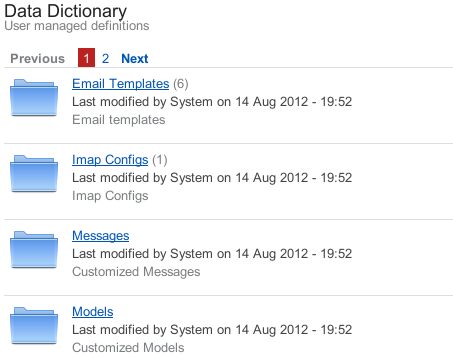 Data Dictionary
User managed definitions
Previous 1 2 Next
Email Templates (6)
Last modified by System on 14 Aug 2012 - 19:52
Email templates
Imap Configs (1)
Last modified by System on 14 Aug 2012 - 19:52
Imap Configs
Messages
Last modified by System on 14 Aug 2012 - 19:52
Customized Messages
Models
Last modified by System on 14 Aug 2012 - 19:52
Customized Models